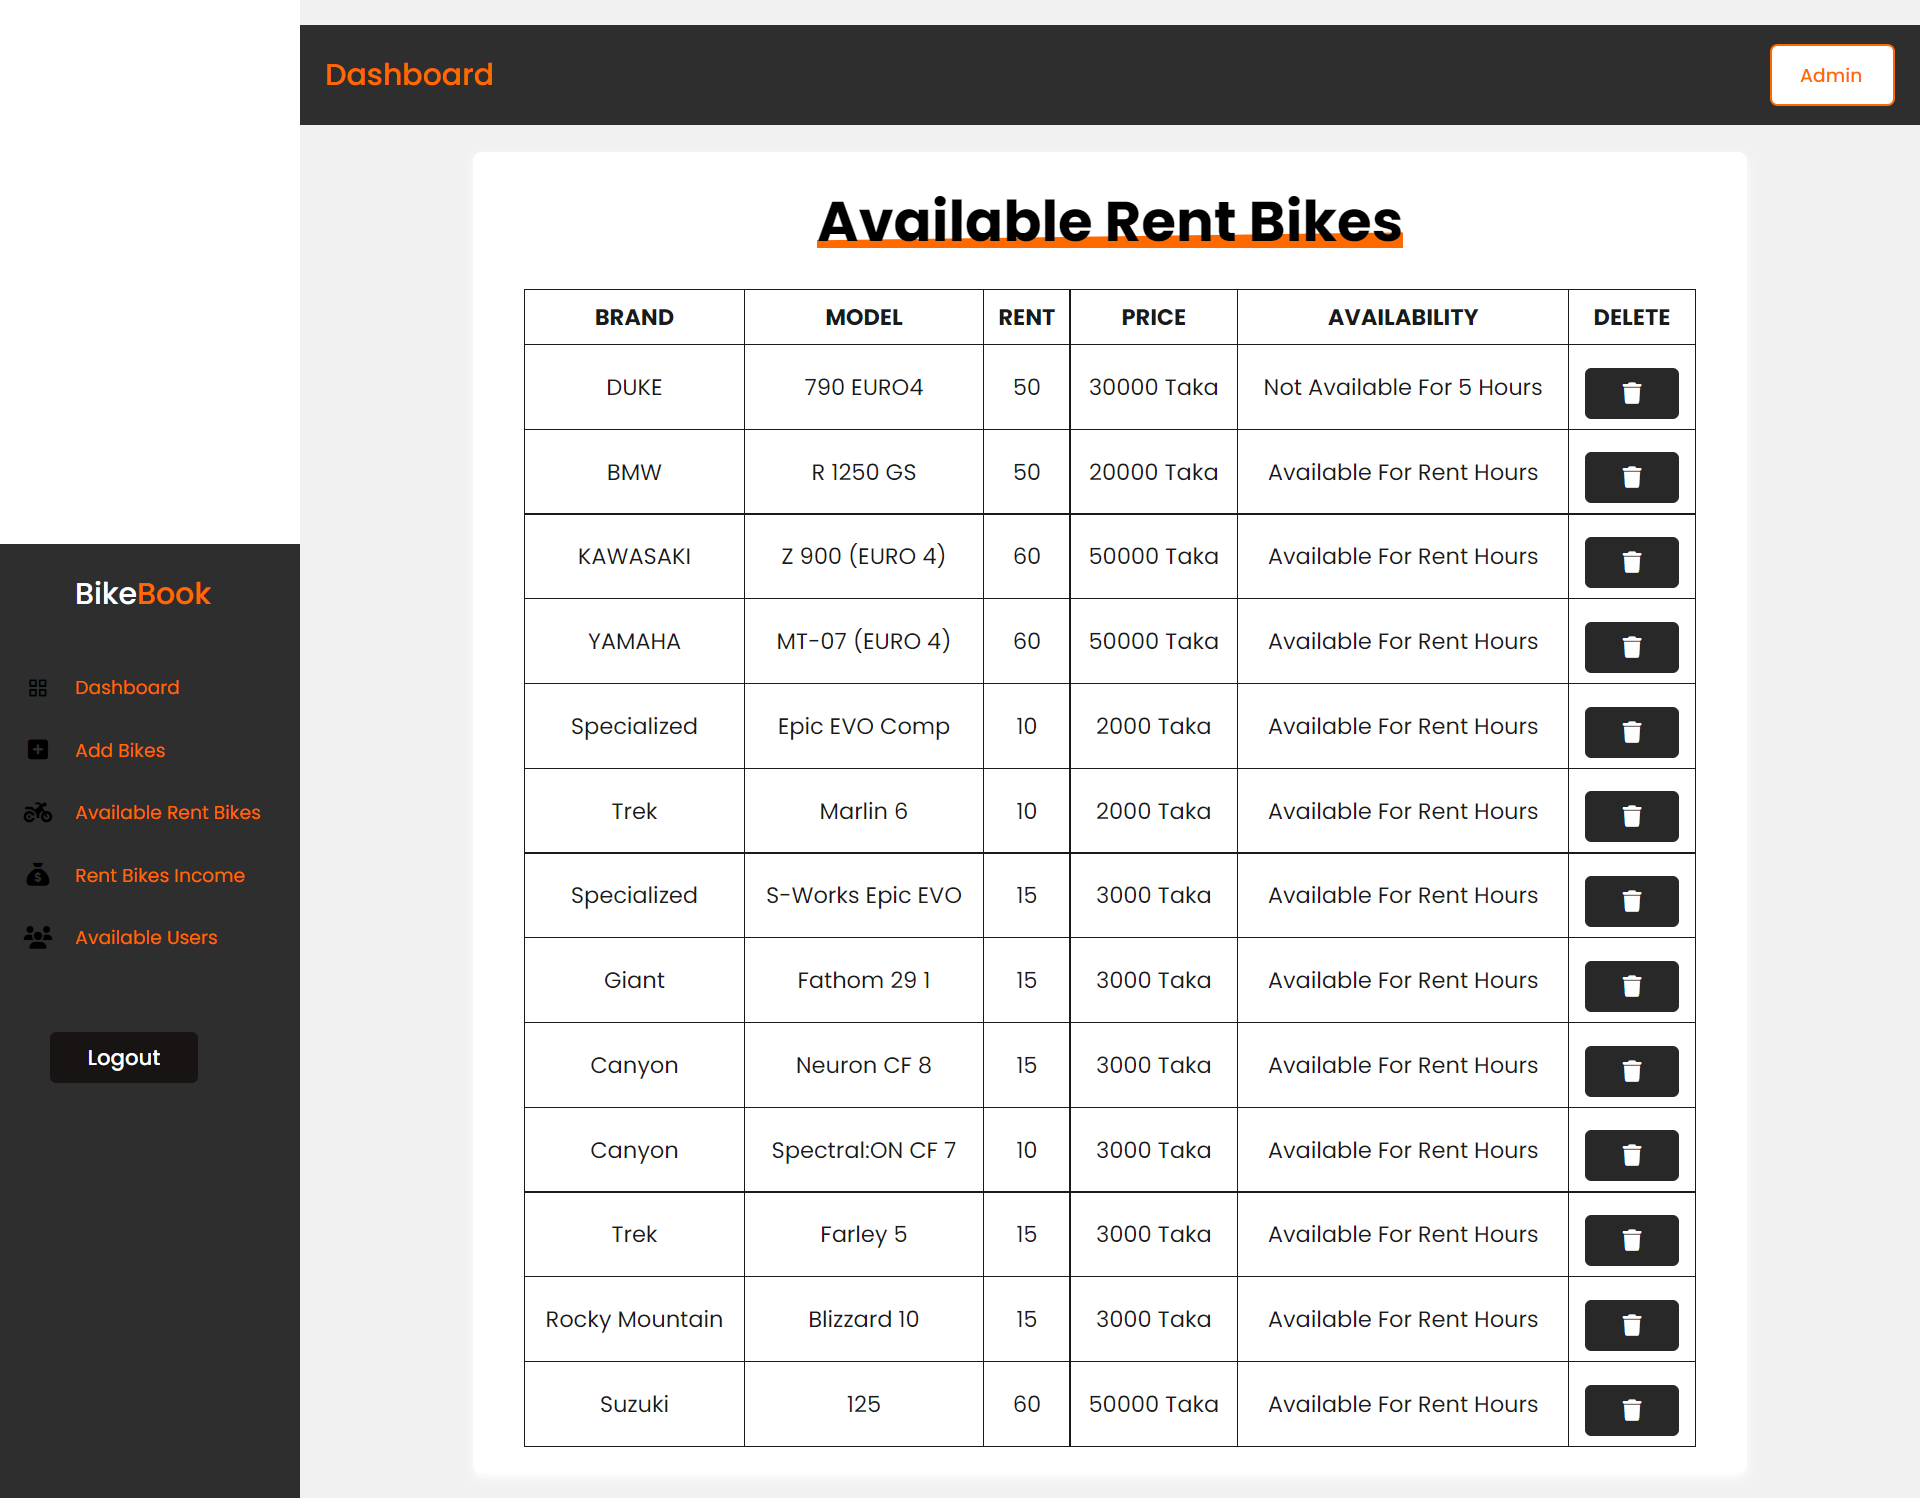 Dashboard
Admin
BikeBook
Dashboard
Add Bikes
Available Rent Bikes
Rent Bikes Income
Available Users
Logout
Available Rent Bikes
BRAND MODEL RENT PRICE AVAILABILITY DELETE
DUKE 790 EURO4 50 30000 Taka Not Available For 5 Hours
BMW R 1250 GS 50 20000 Taka Available For Rent Hours
KAWASAKI Z 900 (EURO 4) 60 50000 Taka Available For Rent Hours
YAMAHA MT-07 (EURO 4) 60 50000 Taka Available For Rent Hours
Specialized Epic EVO Comp 10 2000 Taka Available For Rent Hours
Trek Marlin 6 10 2000 Taka Available For Rent Hours
Specialized S-Works Epic EVO 15 3000 Taka Available For Rent Hours
Giant Fathom 29 1 15 3000 Taka Available For Rent Hours
Canyon Neuron CF 8 15 3000 Taka Available For Rent Hours
Canyon Spectral:ON CF 7 10 3000 Taka Available For Rent Hours
Trek Farley 5 15 3000 Taka Available For Rent Hours
Rocky Mountain Blizzard 10 15 3000 Taka Available For Rent Hours
Suzuki 125 60 50000 Taka Available For Rent Hours